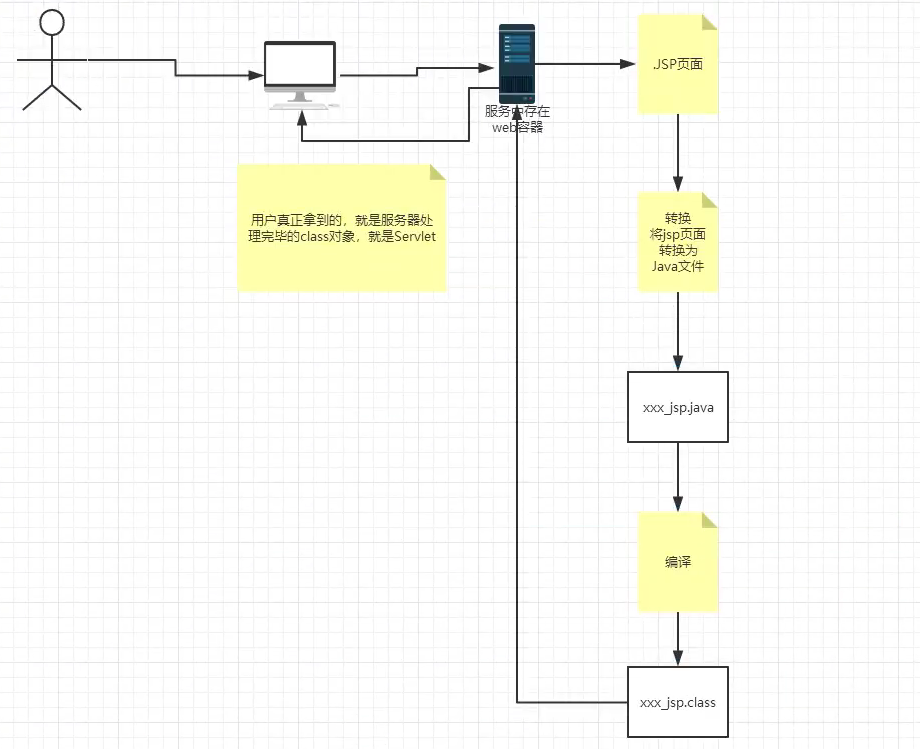 .JSP页面
服务中存在
web容器
用户真正拿到的，就是服务器处
理完毕的class对象，就是Servlet
转换
将jsp页面
转换为
Java文件
xxx_jsp.java
编译
xxx_jsp.class